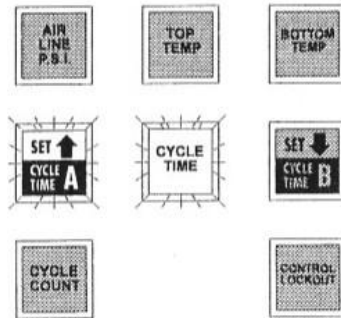 AIR
LINE
P.S.I.
TOP
TEMP
BOTTOM
TEMP
SET
CYCLE
TIME A
CYCLE
TIME
SET
CYCLE
TIME B
CYCLE
COUNT
CONTROL
LOCKOUT